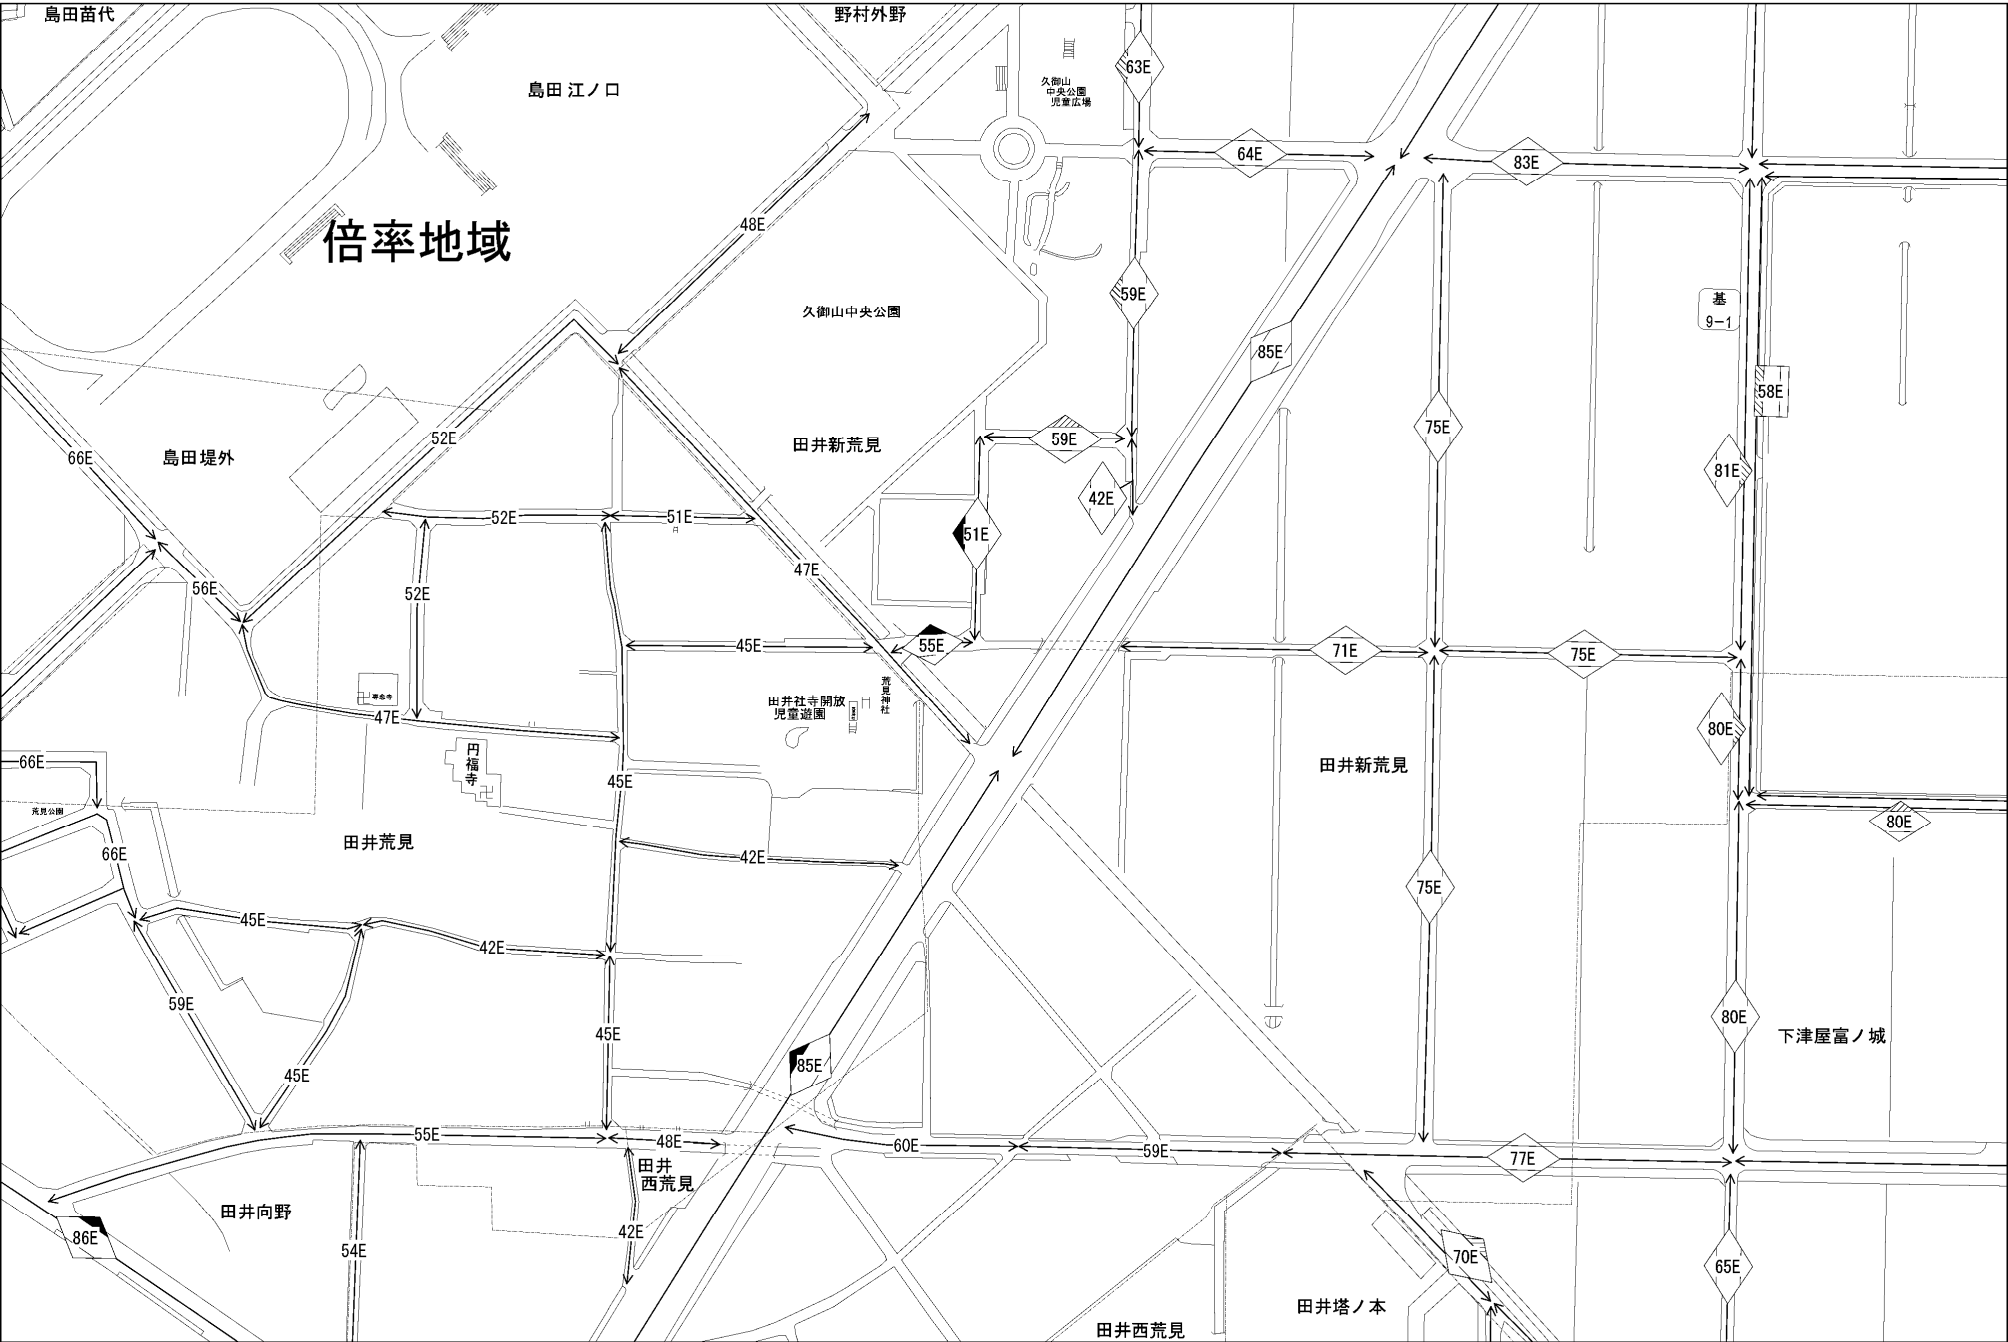 島田苗代
野村外野
63E
久御山
中央公園
児童広場
島田 江ノ口
64E
83E
倍率地域
48E
59E
基
9-1
久御山中央公園
85E
58E
75E
52E
59E
田井新荒見
66E
島田堤外
81E
42E
52E
51E
51E
47E
56E
52E
45E
55E
71E
75E
荒見神社
田井社寺開放
児童遊園
47E
80E
円福寺
66E
45E
田井新荒見
荒見公園
80E
田井荒見
66E
42E
75E
45E
42E
59E
80E
45E
下津屋富ノ城
85E
45E
55E
48E
60E
59E
77E
田井
西荒見
田井向野
42E
86E
54E
70E
65E
田井塔ノ本
田井西荒見